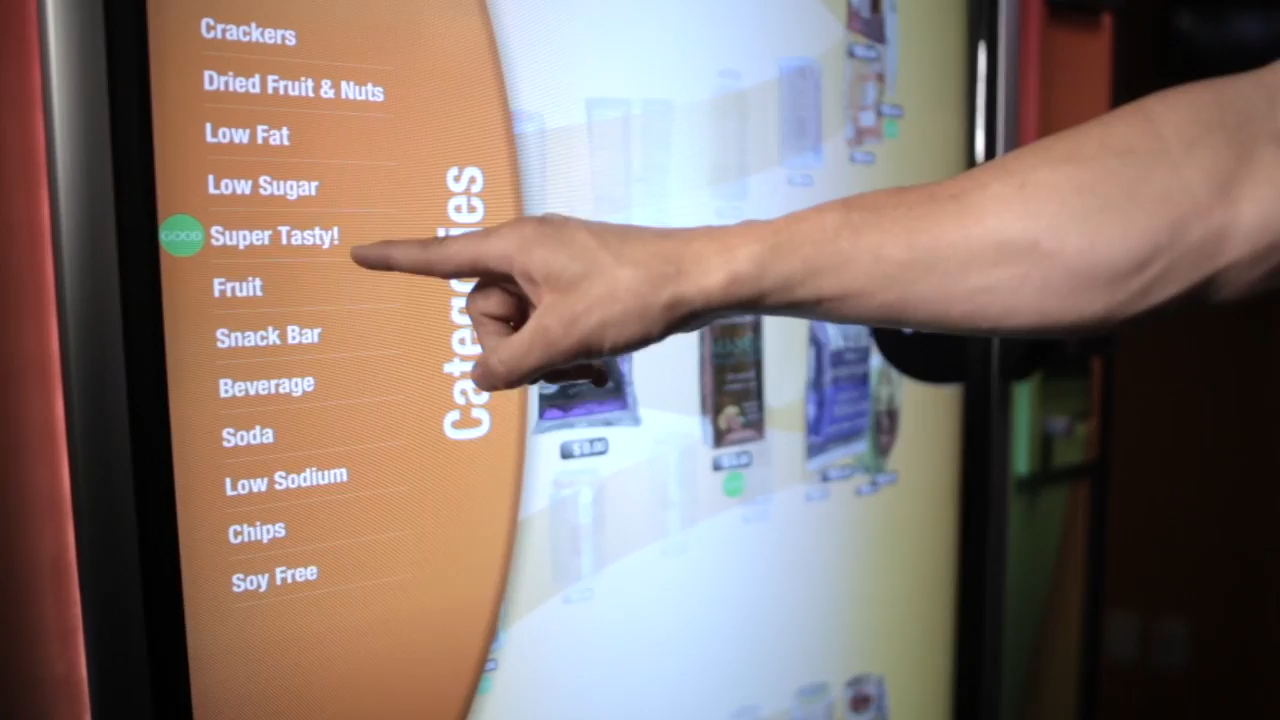 Crackers
Dried Fruit & Nuts
Low Fat
Low Sugar
GOOD Super Tasty!
Fruit
Snack Bar
Beverage
Soda
Low Sodium
Chips
Soy Free
Categories